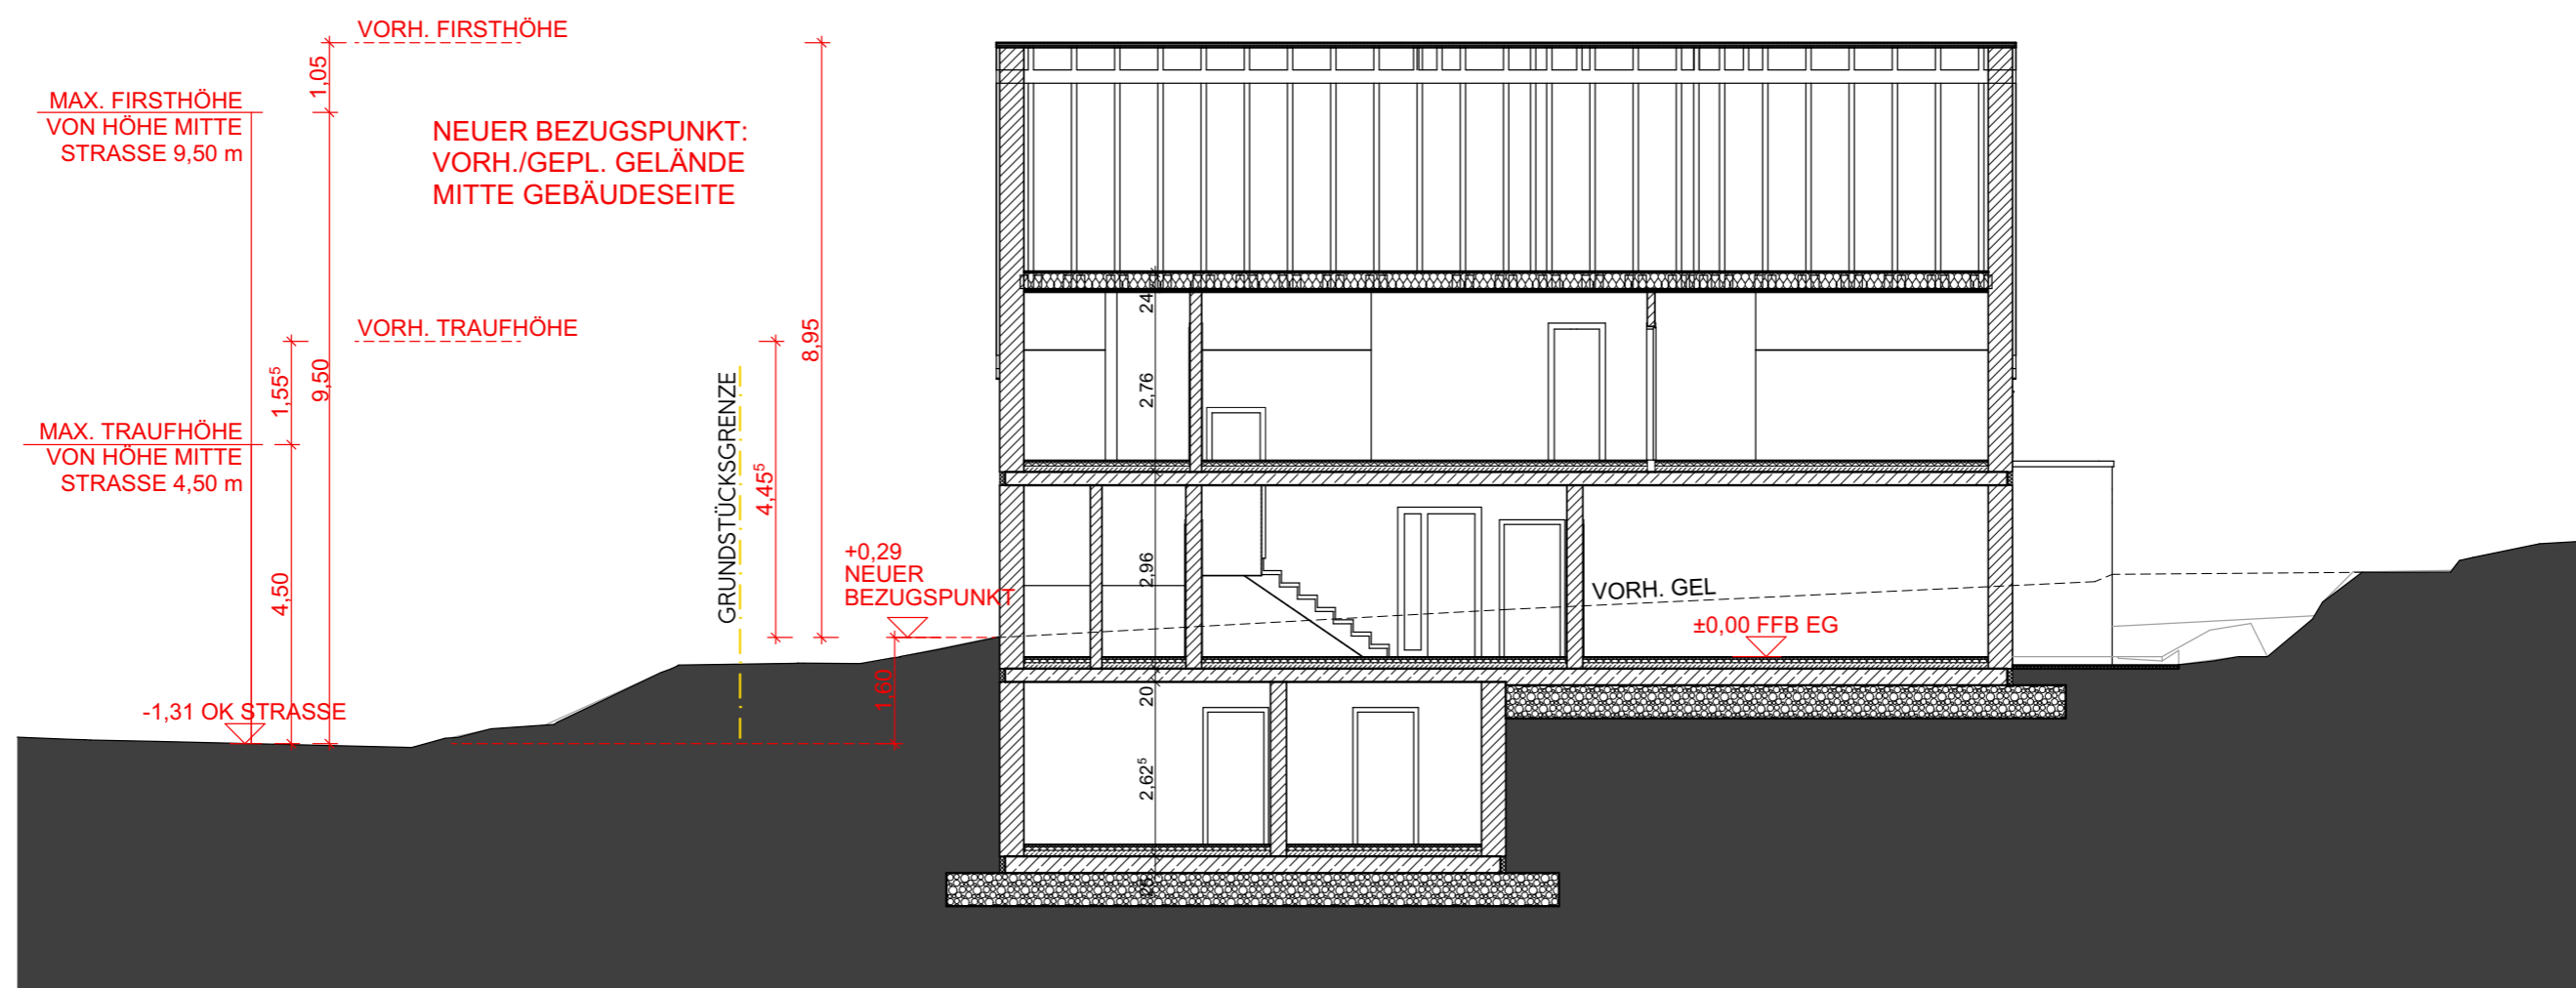 VORH. FIRSTHÖHE
1,05
MAX. FIRSTHÖHE
VON HÖHE MITTE
STRASSE 9,50 m
NEUER BEZUGSPUNKT:
VORH./GEPL. GELÄNDE
MITTE GEBÄUDESEITE
VORH. TRAUFHÖHE
8,95
1,55⁵
9,50
MAX. TRAUFHÖHE
VON HÖHE MITTE
STRASSE 4,50 m
GRUNDSTÜCKSGRENZE
4,45⁵
4,50
+0,29
NEUER
BEZUGSPUNKT
1,60
-1,31 OK STRASSE
24
2,76
2,96
VORH. GEL
±0,00 FFB EG
20
2,62⁵
25